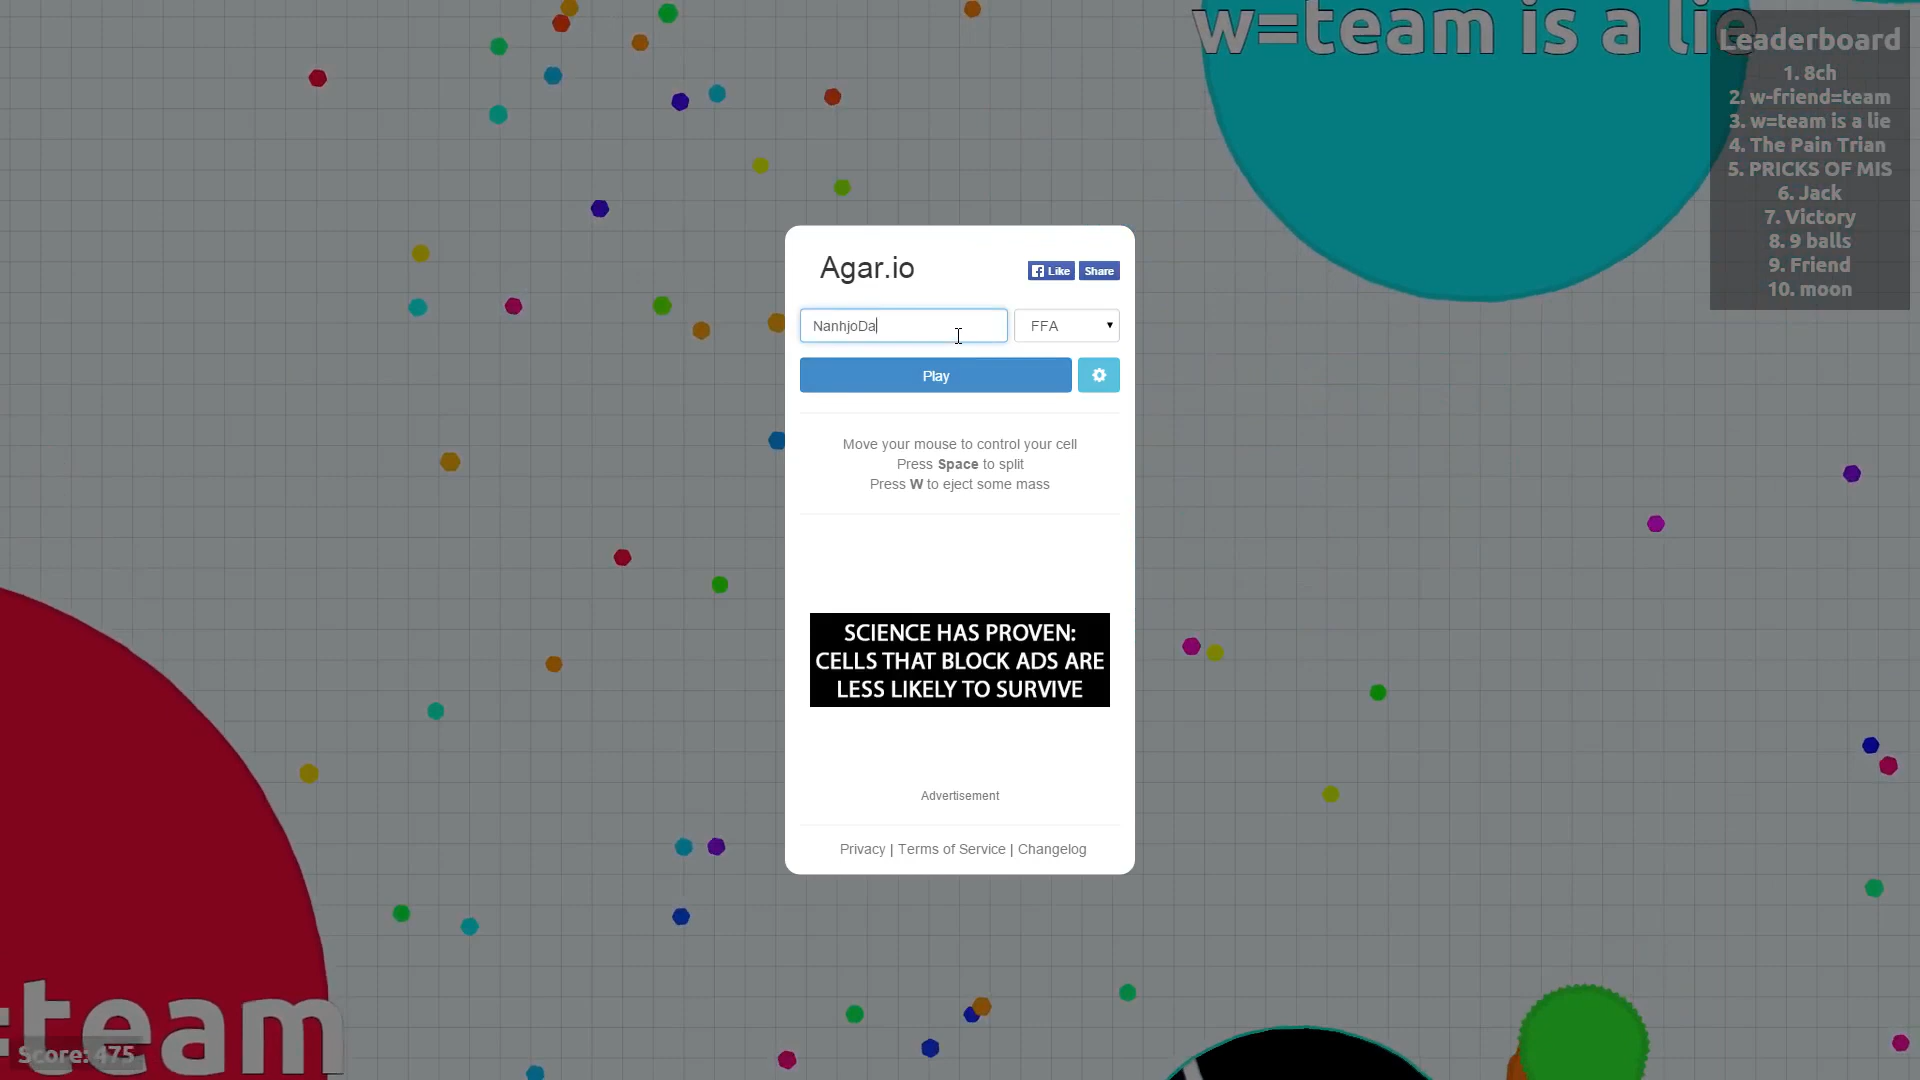 w=team is a lie
Leaderboard
1. 8ch
2. w-friend=team
3. w=team is a lie
4. The Pain Trian
5. PRICKS OF MIS
6. Jack
7. Victory
8. 9 balls
9. Friend
10. moon
Agar.io
Like Share
NanhjoDa FFA
Play
Move your mouse to control your cell
Press Space to split
Press W to eject some mass
SCIENCE HAS PROVEN:
CELLS THAT BLOCK ADS ARE
LESS LIKELY TO SURVIVE
Advertisement
Privacy | Terms of Service | Changelog
=team
Score: 475